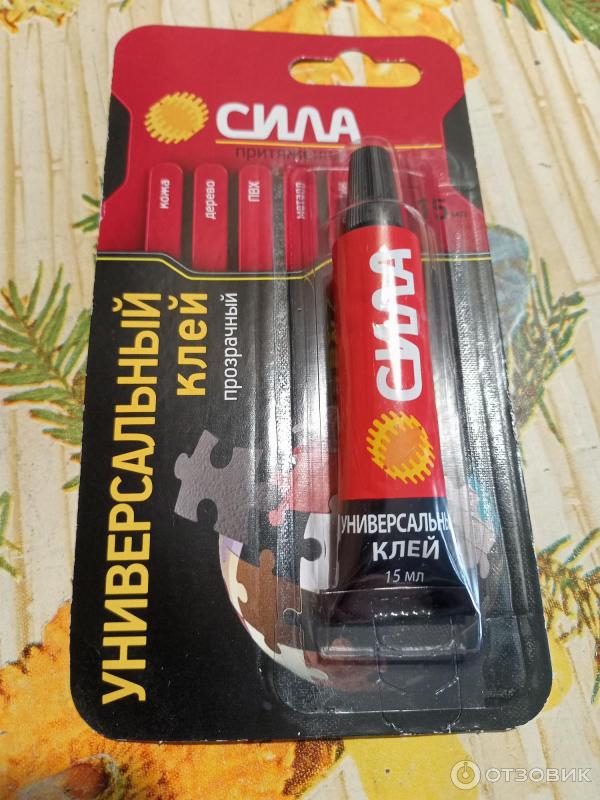 СИЛА
притяжения
кожа
дерево
ПВХ
металл
15 мл
УНИВЕРСАЛЬНЫЙ
клей
прозрачный
СИЛА
УНИВЕРСАЛЬНЫ
КЛЕЙ
15 мл
ОТЗОВИК